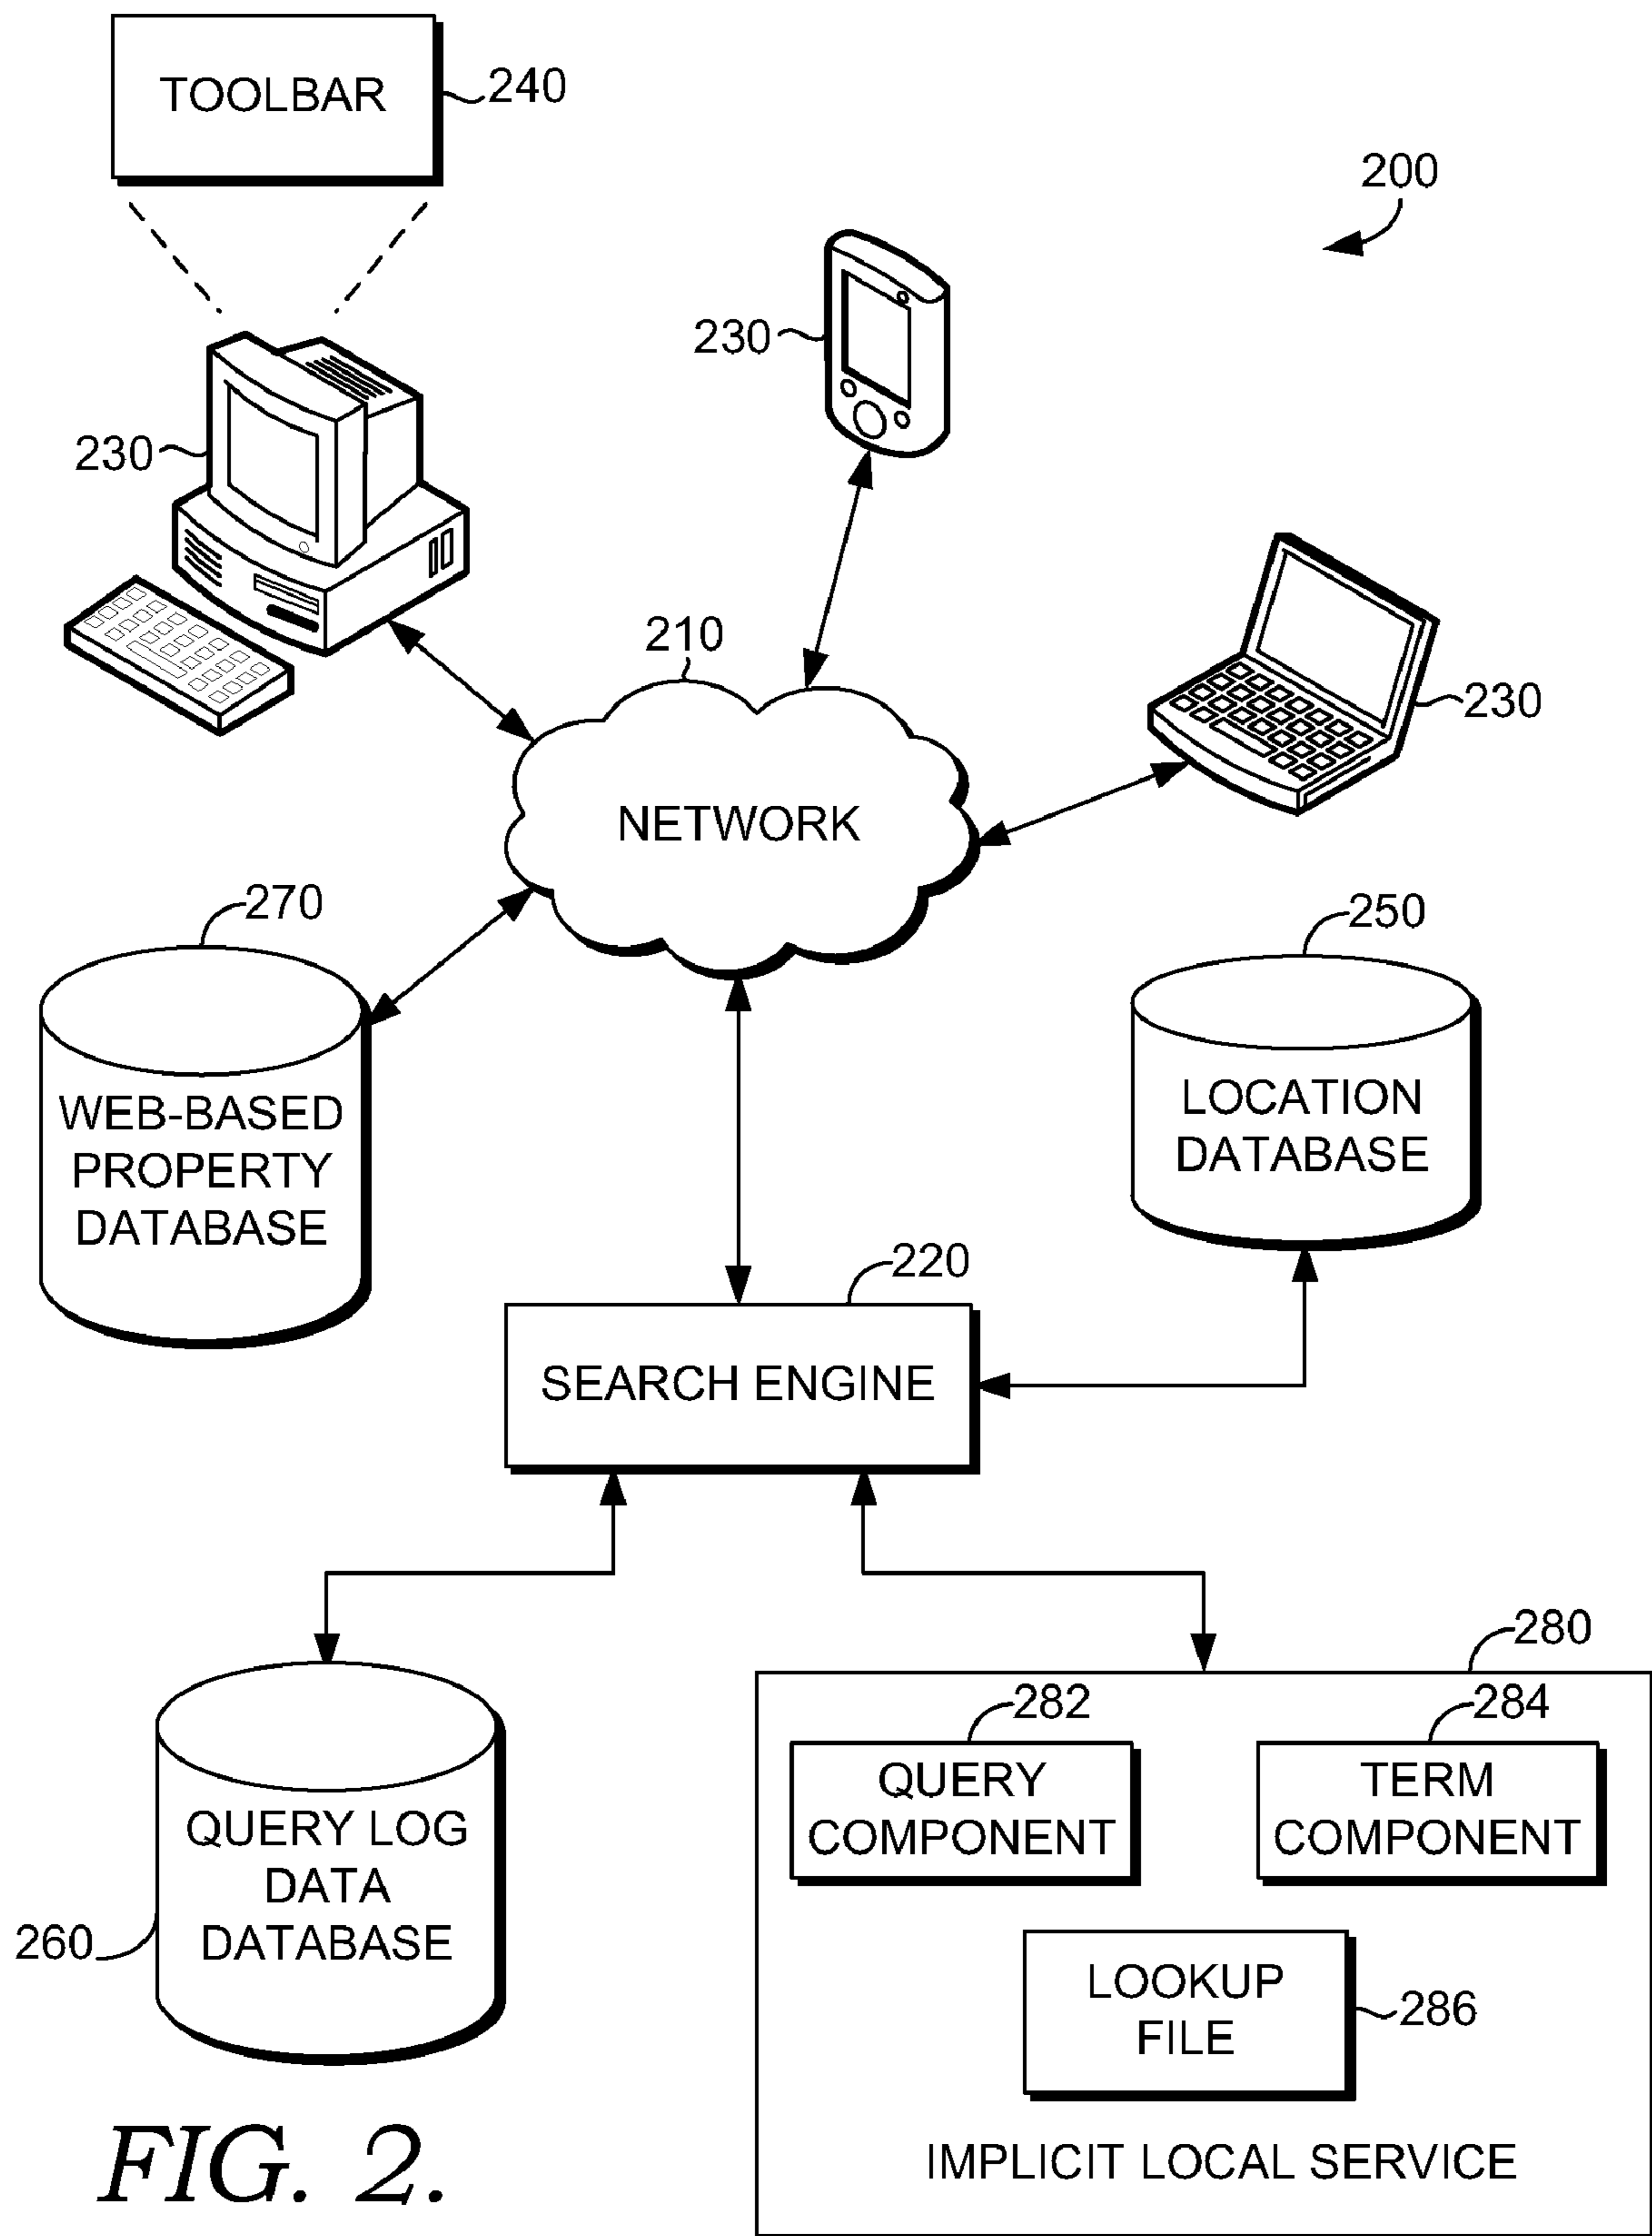 TOOLBAR
240
200
230
230
210
230
NETWORK
270
250
WEB-BASED
PROPERTY
DATABASE
LOCATION
DATABASE
220
SEARCH ENGINE
280
282
284
QUERY
COMPONENT
TERM
COMPONENT
QUERY LOG
DATA
DATABASE
260
LOOKUP
FILE
286
IMPLICIT LOCAL SERVICE
FIG. 2.